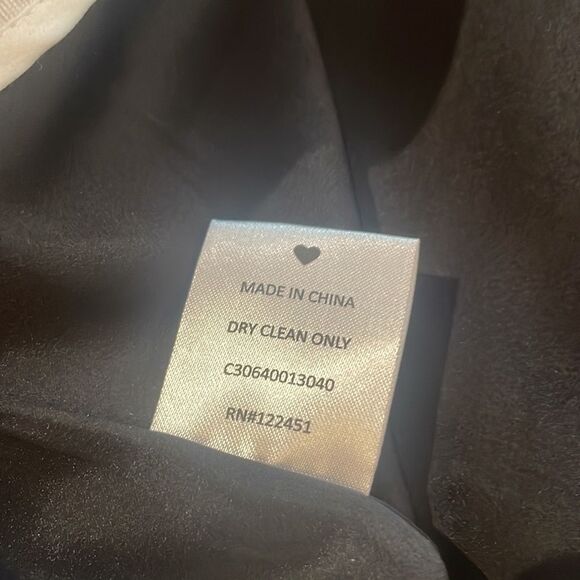 MADE IN CHINA
DRY CLEAN ONLY
C30640013040
RN#122451